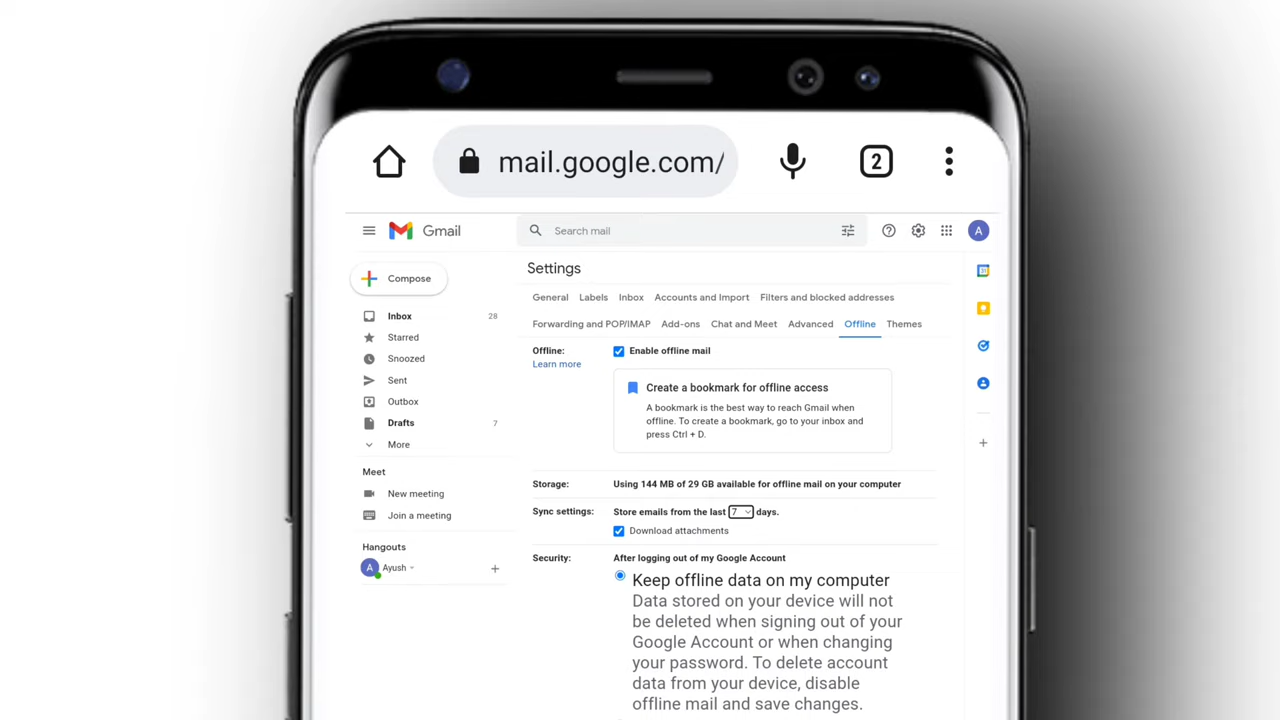 mail.google.com/
2
Gmail
Search mail
A
Compose
Inbox 28
Starred
Snoozed
Sent
Outbox
Drafts 7
More
Meet
New meeting
Join a meeting
Hangouts
A Ayush
Settings
General Labels Inbox Accounts and Import Filters and blocked addresses
Forwarding and POP/IMAP Add-ons Chat and Meet Advanced Offline Themes
Offline: Enable offline mail
Learn more
Create a bookmark for offline access
A bookmark is the best way to reach Gmail when
offline. To create a bookmark, go to your inbox and
press Ctrl + D.
Storage: Using 144 MB of 29 GB available for offline mail on your computer
Sync settings: Store emails from the last 7 days.
Download attachments
Security: After logging out of my Google Account
Keep offline data on my computer
Data stored on your device will not
be deleted when signing out of your
Google Account or when changing
your password. To delete account
data from your device, disable
offline mail and save changes.
31